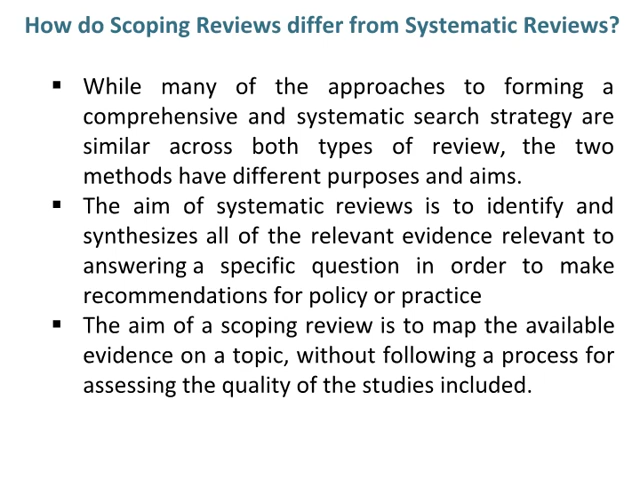 How do Scoping Reviews differ from Systematic Reviews?
▪ While many of the approaches to forming a
comprehensive and systematic search strategy are
similar across both types of review, the two
methods have different purposes and aims.
▪ The aim of systematic reviews is to identify and
synthesizes all of the relevant evidence relevant to
answering a specific question in order to make
recommendations for policy or practice
▪ The aim of a scoping review is to map the available
evidence on a topic, without following a process for
assessing the quality of the studies included.